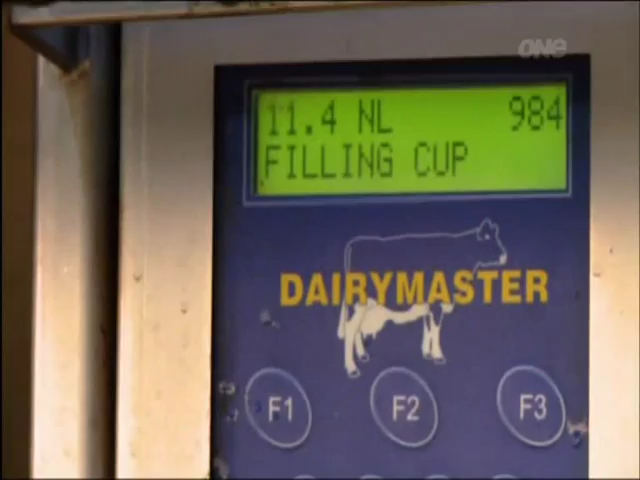 ONE
11.4 NL 984
FILLING CUP
DAIRYMASTER
F1 F2 F3